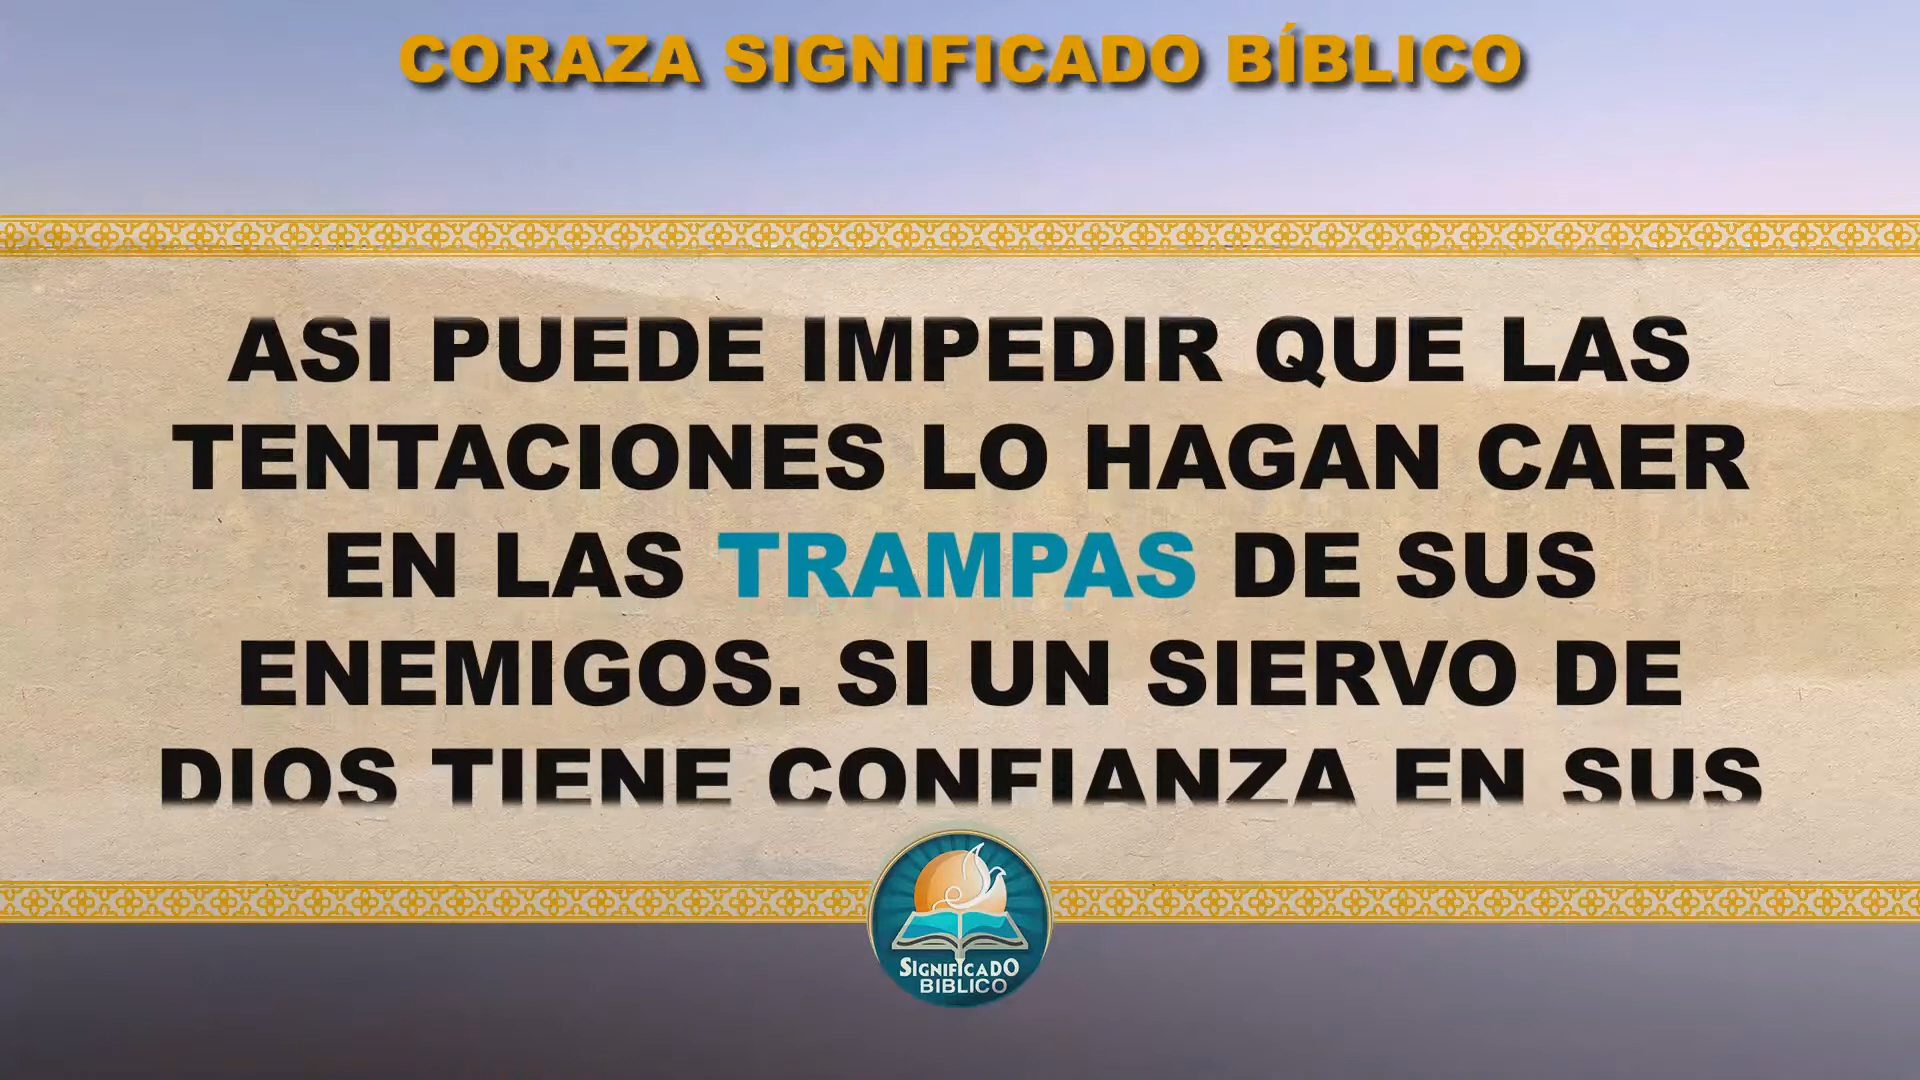 CORAZA SIGNIFICADO BÍBLICO
ASI PUEDE IMPEDIR QUE LAS
TENTACIONES LO HAGAN CAER
EN LAS TRAMPAS DE SUS
ENEMIGOS. SI UN SIERVO DE
DIOS TIENE CONFIANZA EN SUS
SIGNIFICADO
BIBLICO